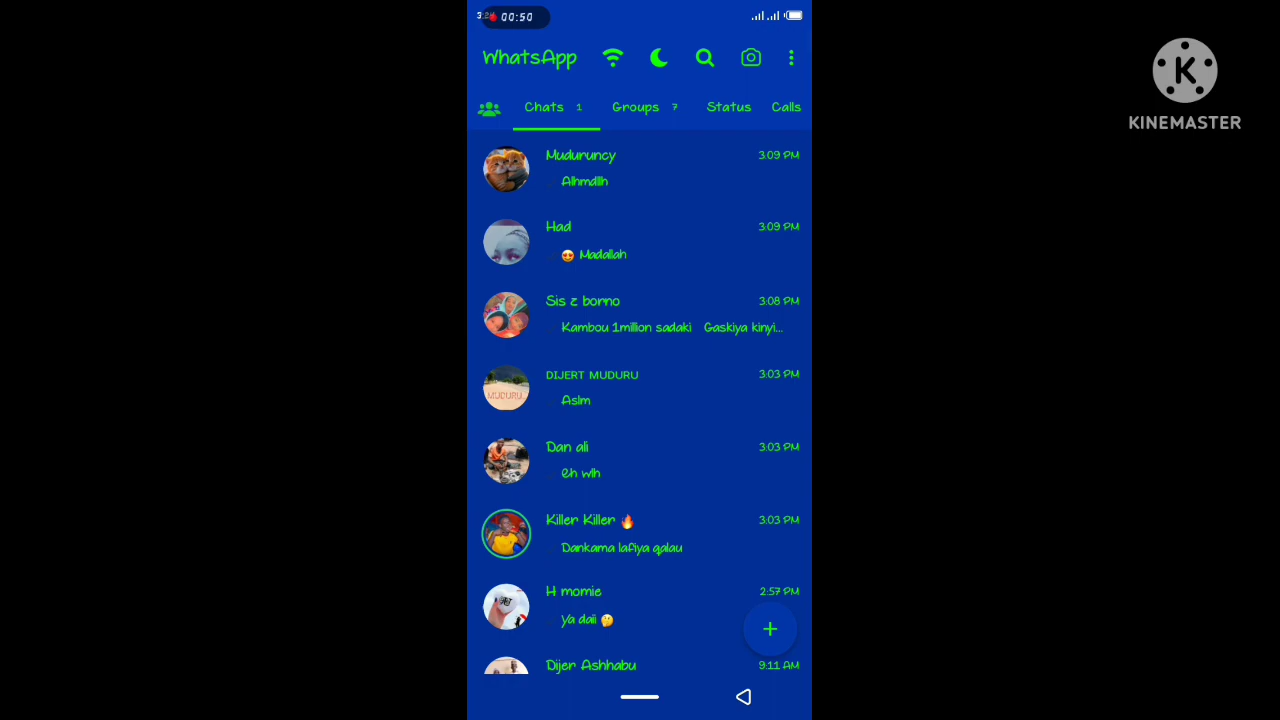 00:50
WhatsApp
Chats 1 Groups 7 Status Calls
Muduruncy 3:09 PM
Alhmdllh
Had 3:09 PM
😍 Madallah
Sis z borno 3:08 PM
Kambou 1million sadaki Gaskiya kinyi...
DIJERT MUDURU 3:03 PM
MUDURU
Aslm
Dan ali 3:03 PM
Eh wlh
Killer Killer 🔥 3:03 PM
Dankama lafiya qalau
H momie 2:57 PM
Ya daii 🤔
Dijer Ashhabu 9:11 AM
K
KINEMASTER